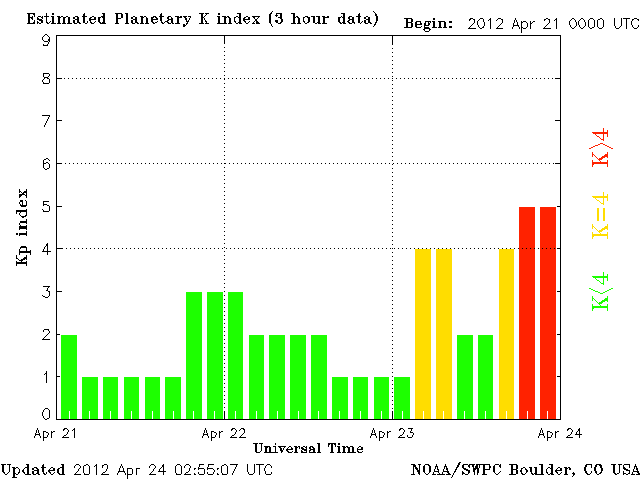 Estimated Planetary K index (3 hour data) Begin: 2012 Apr 21 0000 UTC
9
8
7
6
5
4
3
2
1
0
Kp index
K>4
K=4
K<4
Apr 21 Apr 22 Apr 23 Apr 24
Universal Time
Updated 2012 Apr 24 02:55:07 UTC NOAA/SWPC Boulder, CO USA